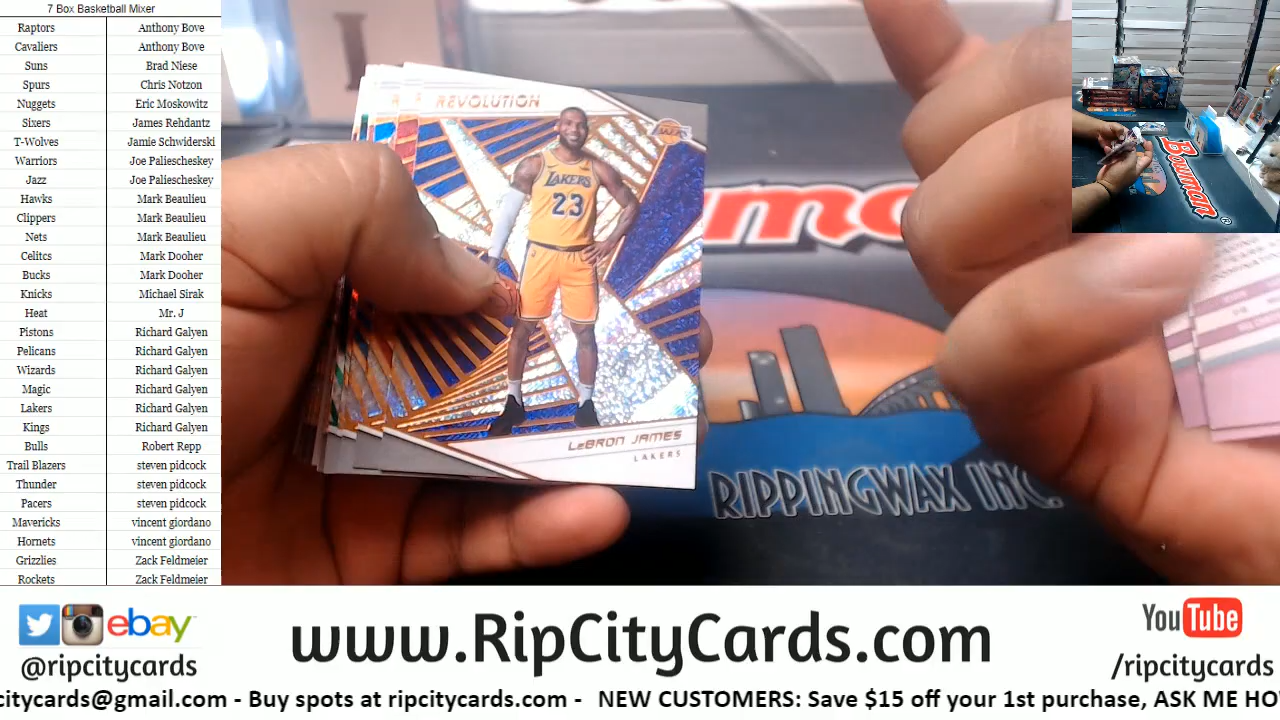 7 Box Basketball Mixer
Raptors Anthony Bove
Cavaliers Anthony Bove
Suns Brad Niese
Spurs Chris Notzon
Nuggets Eric Moskowitz
Sixers James Rehdantz
T-Wolves Jamie Schwiderski
Warriors Joe Paliescheskey
Jazz Joe Paliescheskey
Hawks Mark Beaulieu
Clippers Mark Beaulieu
Nets Mark Beaulieu
Celitcs Mark Dooher
Bucks Mark Dooher
Knicks Michael Sirak
Heat Mr. J
Pistons Richard Galyen
Pelicans Richard Galyen
Wizards Richard Galyen
Magic Richard Galyen
Lakers Richard Galyen
Kings Richard Galyen
Bulls Robert Repp
Trail Blazers steven pidcock
Thunder steven pidcock
Pacers steven pidcock
Mavericks vincent giordano
Hornets vincent giordano
Grizzlies Zack Feldmeier
Rockets Zack Feldmeier
REVOLUTION
LAKERS
LAKERS
23
LEBRON JAMES
LAKERS
RIPPINGWAX INC.
Bowman
ebay
@ripcitycards
www.RipCityCards.com
YouTube
/ripcitycards
citycards@gmail.com - Buy spots at ripcitycards.com - NEW CUSTOMERS: Save $15 off your 1st purchase, ASK ME HO